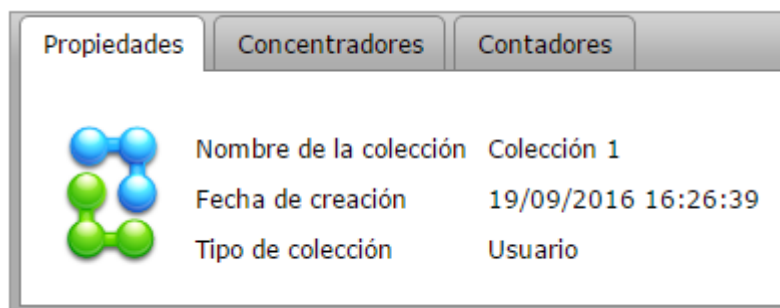 Propiedades Concentradores Contadores
Nombre de la colección Colección 1
Fecha de creación 19/09/2016 16:26:39
Tipo de colección Usuario